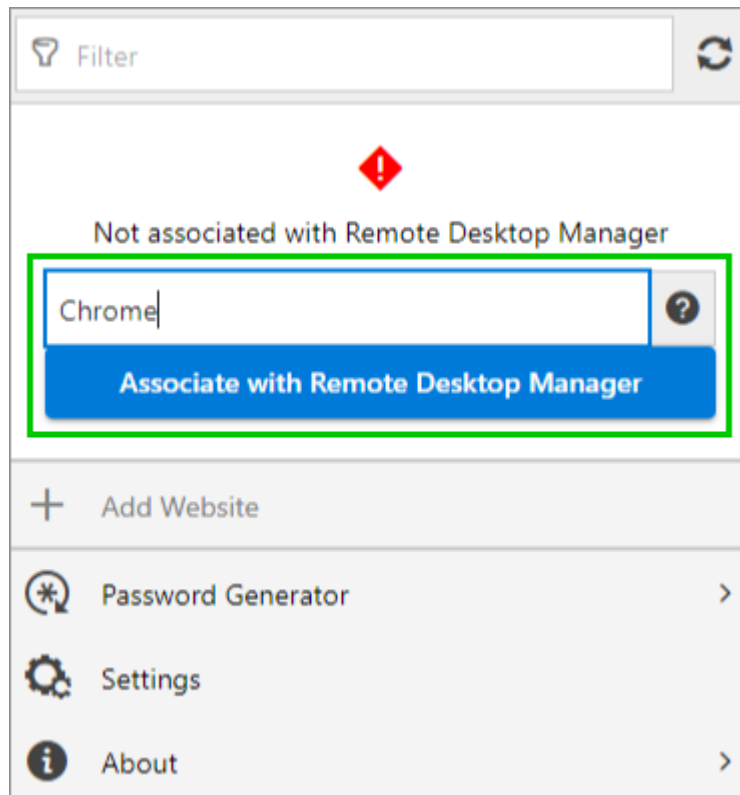 Filter
Not associated with Remote Desktop Manager
Chrome
Associate with Remote Desktop Manager
Add Website
Password Generator
Settings
About